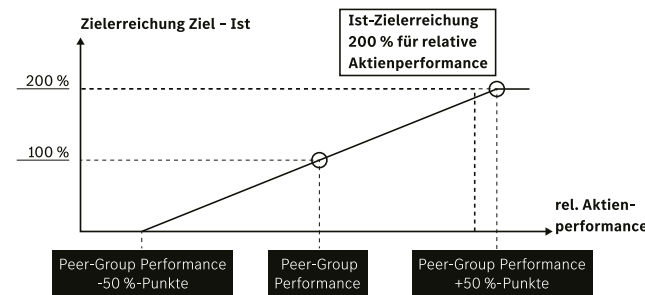 Zielerreichung Ziel – Ist
Ist-Zielerreichung
200 % für relative
Aktienperformance
200 %
100 %
rel. Aktien-
performance
Peer-Group Performance
-50 %-Punkte
Peer-Group
Performance
Peer-Group Performance
+50 %-Punkte